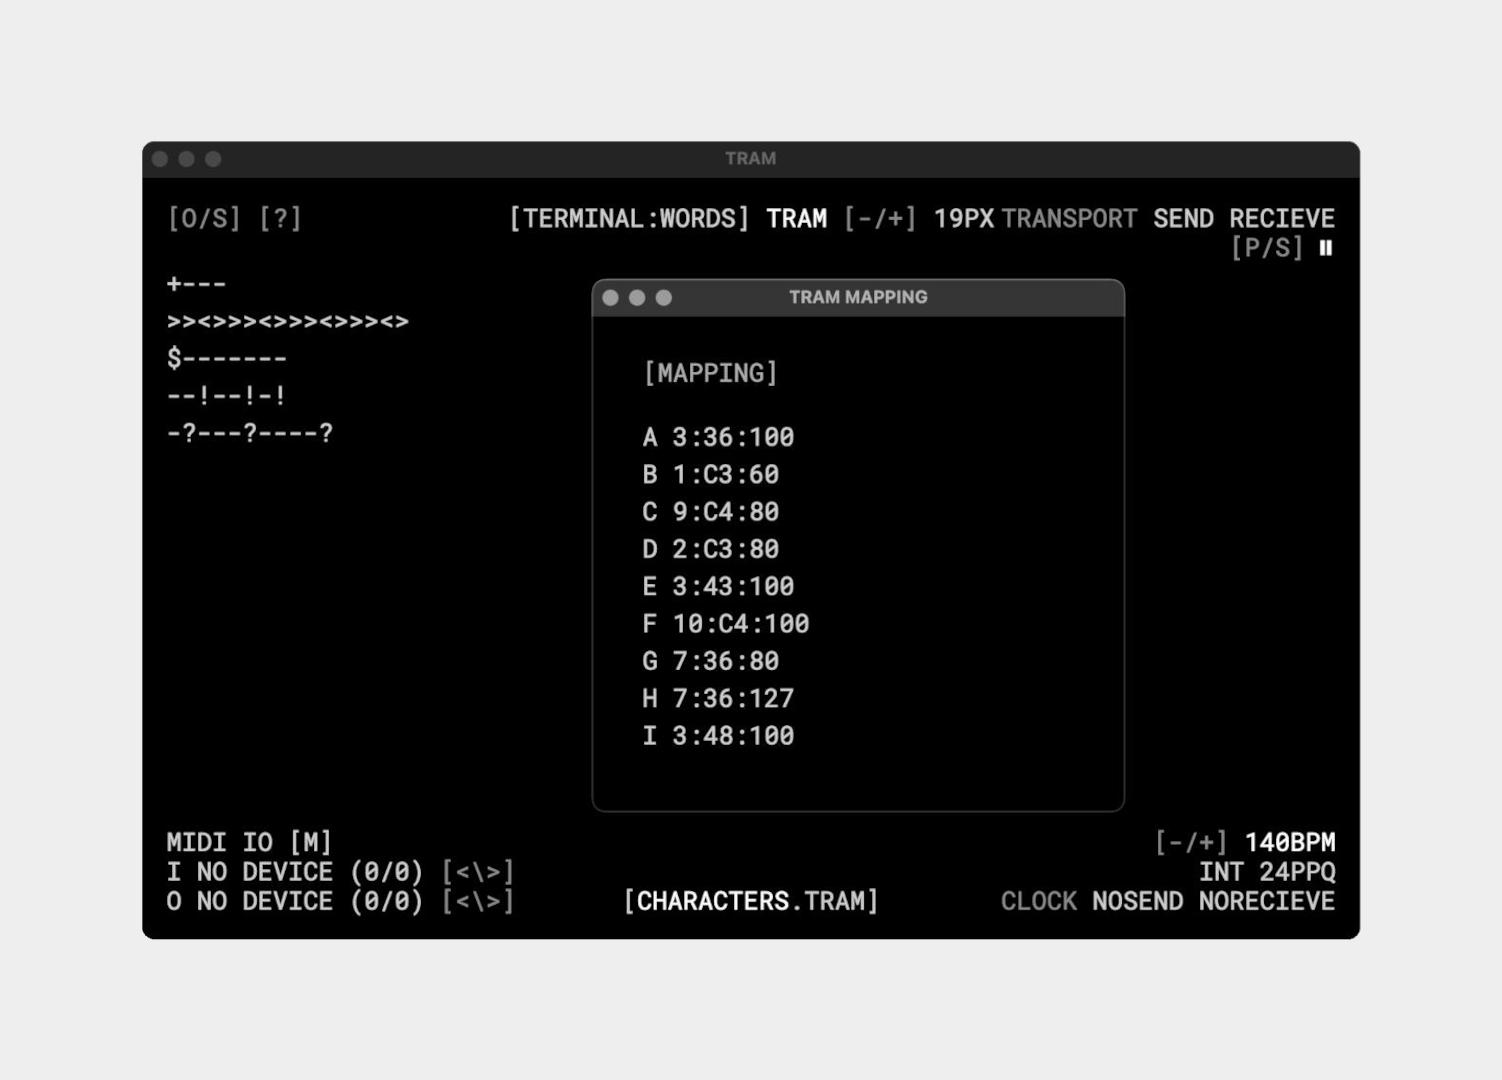 TRAM
[O/S] [?]
[TERMINAL:WORDS] TRAM [-/+] 19PX TRANSPORT SEND RECIEVE
[P/S]
+---
>><>>><>>><>>><>
$-------
--!--!-!
-?---?----?
TRAM MAPPING
[MAPPING]
A 3:36:100
B 1:C3:60
C 9:C4:80
D 2:C3:80
E 3:43:100
F 10:C4:100
G 7:36:80
H 7:36:127
I 3:48:100
MIDI IO [M]
I NO DEVICE (0/0) [<\>]
O NO DEVICE (0/0) [<\>]
[CHARACTERS.TRAM]
[-/+] 140BPM
INT 24PPQ
CLOCK NOSEND NORECIEVE